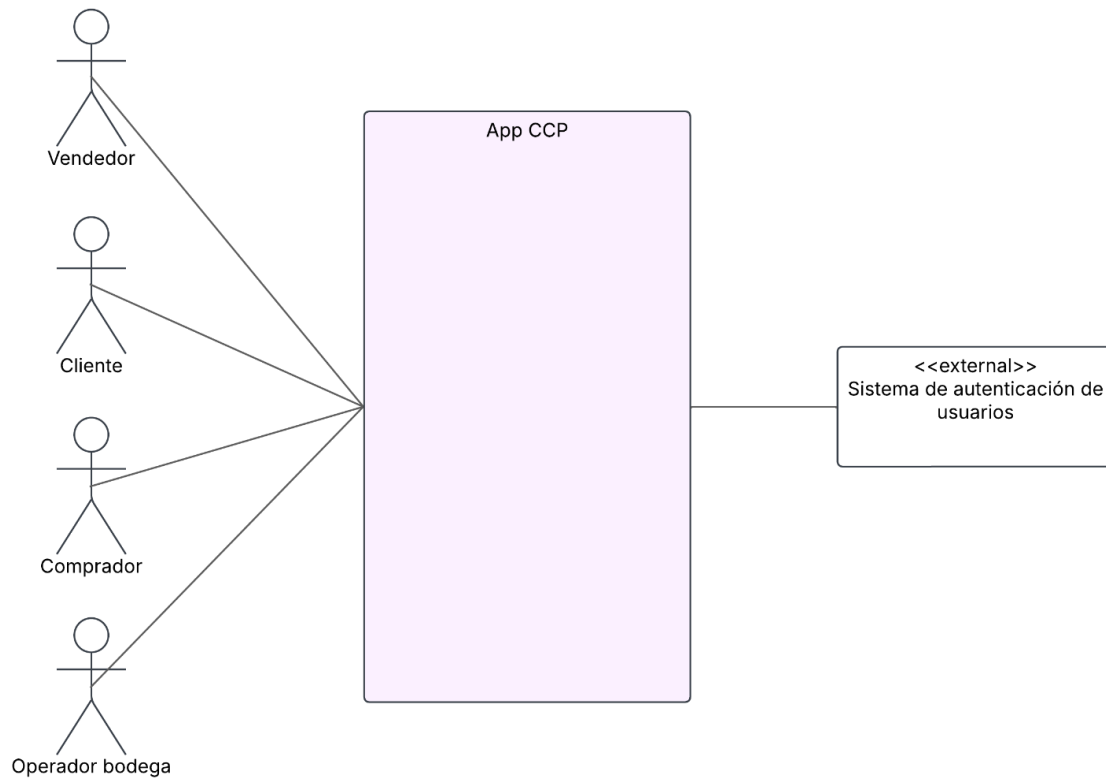 Vendedor
App CCP
Cliente
<<external>>
Sistema de autenticación de
usuarios
Comprador
Operador bodega